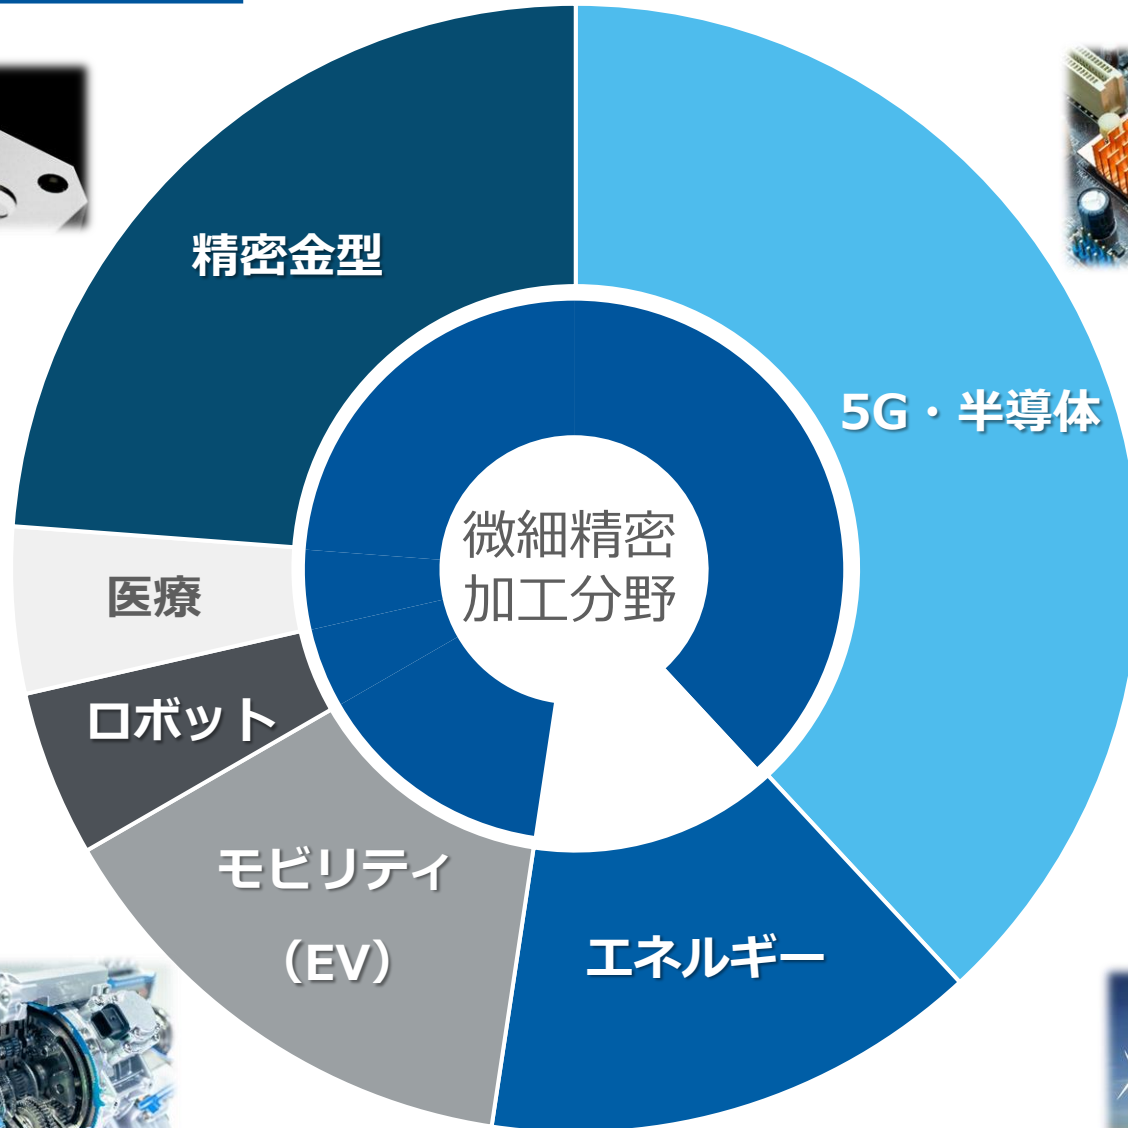 精密金型
5G・半導体
微細精密
加工分野
医療
ロボット
モビリティ
（EV）
エネルギー